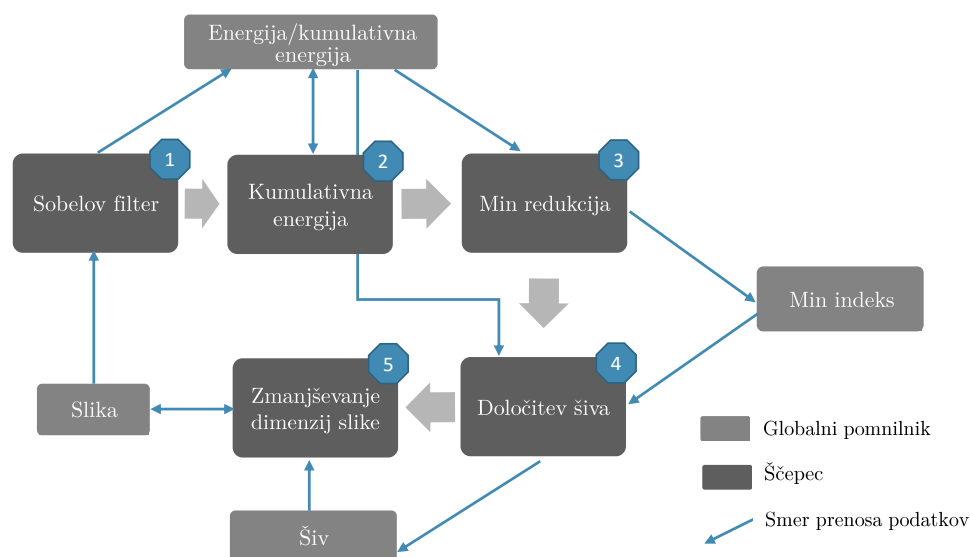 Energija/kumulativna
energija
1
Sobelov filter
2
Kumulativna
energija
3
Min redukcija
Min indeks
4
Določitev šiva
5
Zmanjševanje
dimenzij slike
Slika
Šiv
Globalni pomnilnik
Ščepec
Smer prenosa podatkov